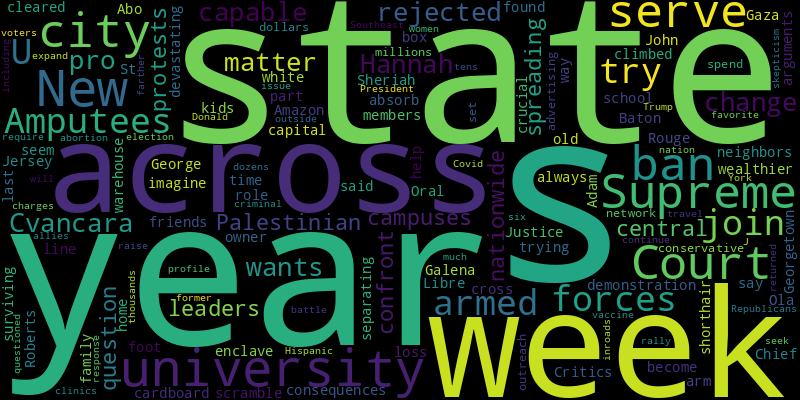 cleared
Abo
capable
rejected
found
serve
voters
city
protests
devastating
dollars
Southeast
Women
John
Gaza
skepticism
arguments
U
pro
box
millions
climbed
expand
farther
matter
Hannah
spreading
state
spend
New
St
white
Sheriah
tens
crucial
advertising
way
try
including
kids
part
Amazon
absorb
President
issue
school
Trump
favorite
Amputees
capital
members
outside
Donald
set
Baton
change
require
abortion
election
across
s
old
Rouge
nation
neighbors
seem
Jersey
warehouse
George
imagine
dozens
Covid
help
nationwide
always
ban
wealthier
York
will
time
role
criminal
said
Oral
six
Adam
Supreme
last
charges
Cvancara
friends
Palestinian
campuses
Justice
network
travel
join
line
allies
raise
owner
separating
confront
Galena
Libre
trying
central
conservative
J
Georgetown
year
wants
much
cross
demonstration
continue
say
returned
Court
surviving
profile
thousands
former
leaders
armed
forces
Ola
Republicans
questioned
Roberts
question
home
battle
week
vaccine
shorthair
Chief
family
response
foot
enclave
Hispanic
loss
outreach
inroads
rally
seek
clinics
university
cardboard
scramble
consequences
Critics
become
arm